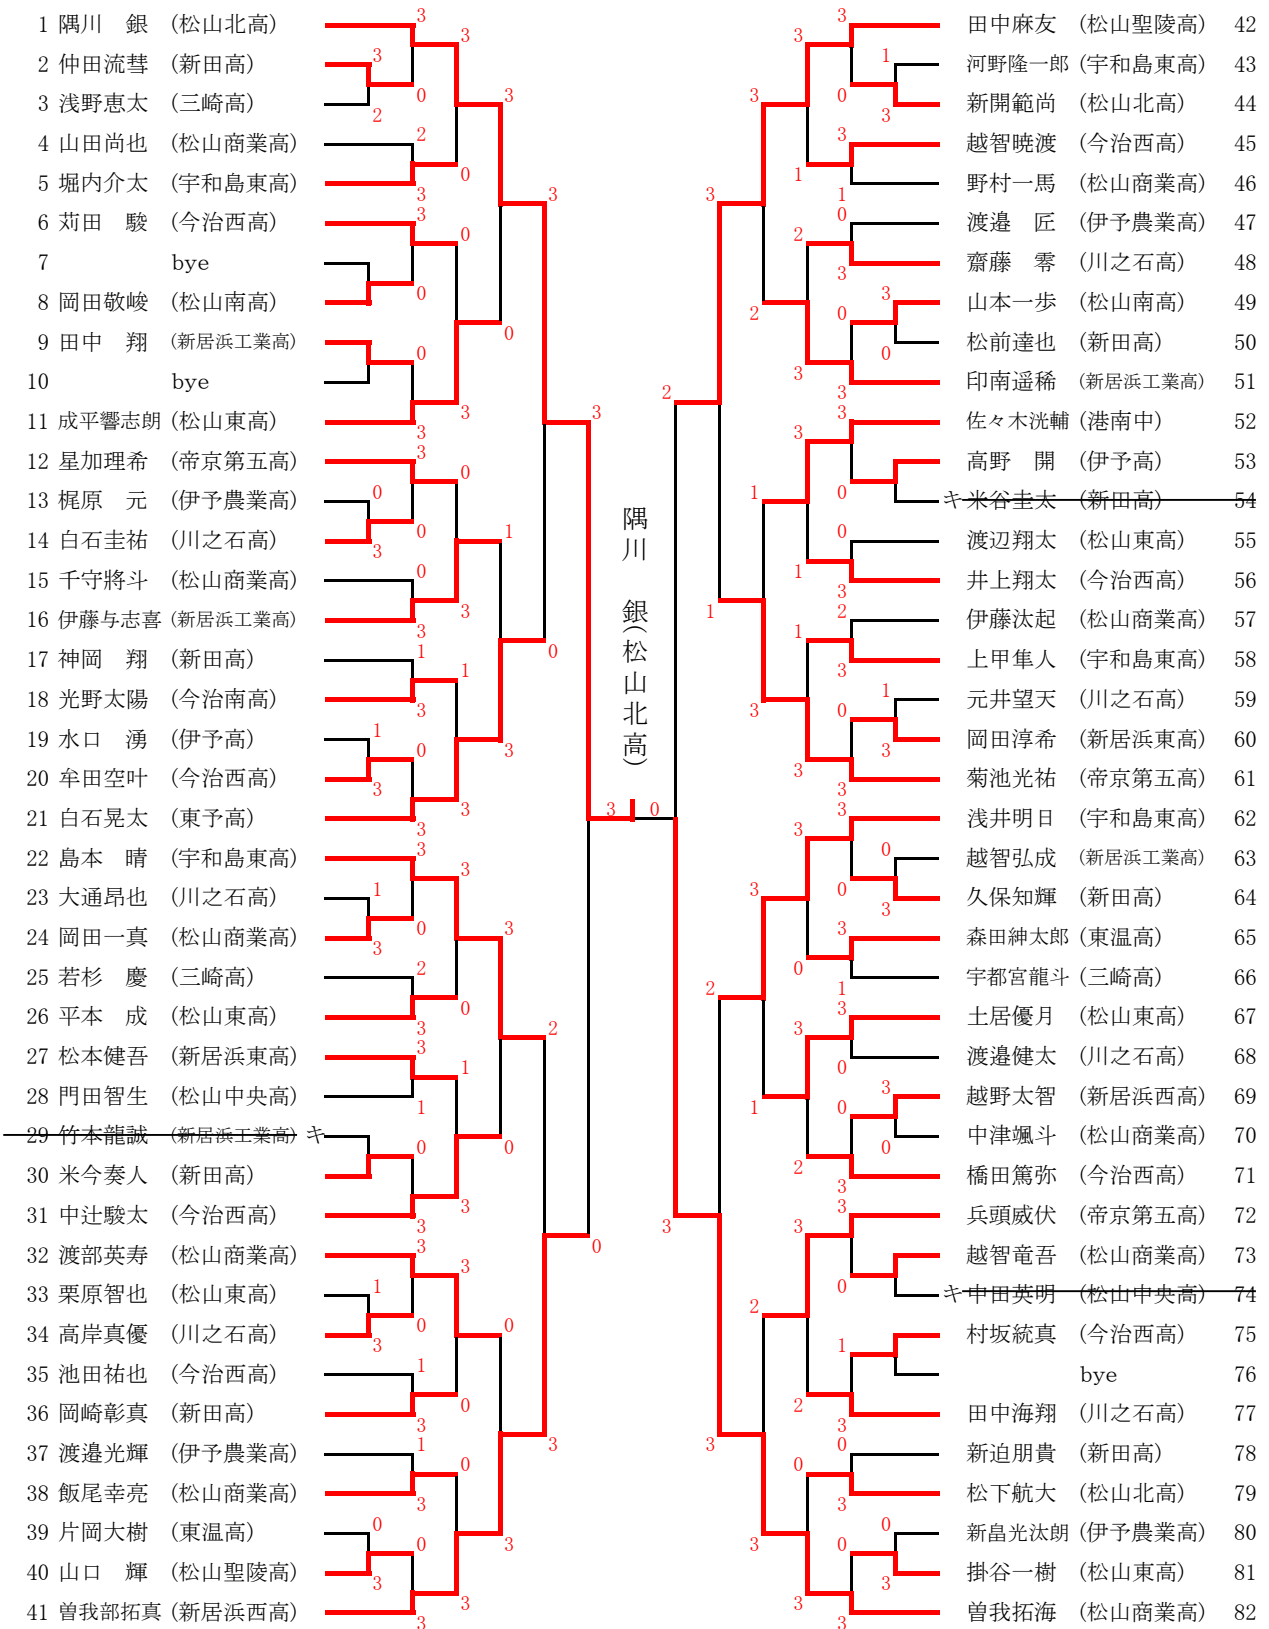 1 隅川　銀 (松山北高)
2 仲田流彗 (新田高)
3 浅野恵太 (三崎高)
4 山田尚也 (松山商業高)
5 堀内介太 (宇和島東高)
6 苅田　駿 (今治西高)
7 bye
8 岡田敬峻 (松山南高)
9 田中　翔 (新居浜工業高)
10 bye
11 成平響志朗 (松山東高)
12 星加理希 (帝京第五高)
13 梶原　元 (伊予農業高)
14 白石圭祐 (川之石高)
15 千守將斗 (松山商業高)
16 伊藤与志喜 (新居浜工業高)
17 神岡　翔 (新田高)
18 光野太陽 (今治南高)
19 水口　湧 (伊予高)
20 牟田空叶 (今治西高)
21 白石晃太 (東予高)
22 島本　晴 (宇和島東高)
23 大通昂也 (川之石高)
24 岡田一真 (松山商業高)
25 若杉　慶 (三崎高)
26 平本　成 (松山東高)
27 松本健吾 (新居浜東高)
28 門田智生 (松山中央高)
29 竹本龍誠 (新居浜工業高) キ
30 米今奏人 (新田高)
31 中辻駿太 (今治西高)
32 渡部英寿 (松山商業高)
33 栗原智也 (松山東高)
34 高岸真優 (川之石高)
35 池田祐也 (今治西高)
36 岡崎彰真 (新田高)
37 渡邉光輝 (伊予農業高)
38 飯尾幸亮 (松山商業高)
39 片岡大樹 (東温高)
40 山口　輝 (松山聖陵高)
41 曽我部拓真 (新居浜西高)
隅川　銀(松山北高)
3 0
田中麻友 (松山聖陵高) 42
河野隆一郎 (宇和島東高) 43
新開範尚 (松山北高) 44
越智暁渡 (今治西高) 45
野村一馬 (松山商業高) 46
渡邉　匠 (伊予農業高) 47
齋藤　零 (川之石高) 48
山本一歩 (松山南高) 49
松前達也 (新田高) 50
印南遥稀 (新居浜工業高) 51
佐々木洸輔 (港南中) 52
高野　開 (伊予高) 53
キ 米谷圭太 (新田高) 54
渡辺翔太 (松山東高) 55
井上翔太 (今治西高) 56
伊藤汰起 (松山商業高) 57
上甲隼人 (宇和島東高) 58
元井望天 (川之石高) 59
岡田淳希 (新居浜東高) 60
菊池光祐 (帝京第五高) 61
浅井明日 (宇和島東高) 62
越智弘成 (新居浜工業高) 63
久保知輝 (新田高) 64
森田紳太郎 (東温高) 65
宇都宮龍斗 (三崎高) 66
土居優月 (松山東高) 67
渡邉健太 (川之石高) 68
越野太智 (新居浜西高) 69
中津颯斗 (松山商業高) 70
橋田篤弥 (今治西高) 71
兵頭威伏 (帝京第五高) 72
越智竜吾 (松山商業高) 73
キ 中田英明 (松山中央高) 74
村坂統真 (今治西高) 75
bye 76
田中海翔 (川之石高) 77
新迫朋貴 (新田高) 78
松下航大 (松山北高) 79
新畠光汰朗 (伊予農業高) 80
掛谷一樹 (松山東高) 81
曽我拓海 (松山商業高) 82